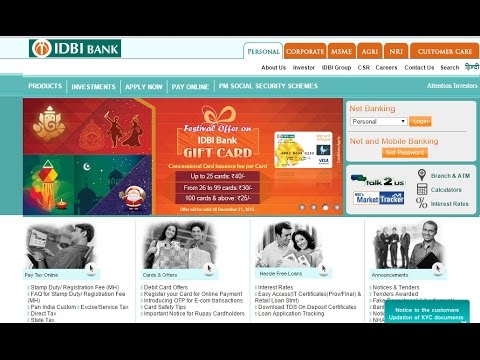 IDBI BANK
PERSONAL
CORPORATE
MSME
AGRI
NRI
CUSTOMER CARE
About Us Investor IDBI Group CSR Careers Contact Us Search हिन्दी
PRODUCTS INVESTMENTS APPLY NOW PAY ONLINE PM SOCIAL SECURITY SCHEMES Attention Investors
Festival Offer on
IDBI Bank
GIFT CARD
Concessional Card Issuance fee per Card
Up to 25 cards: ₹40/-
From 26 to 99 cards: ₹30/-
100 cards & above: ₹25/-
Offer will be valid till December 31, 2015
VISA
Net Banking
Personal Login
Net and Mobile Banking
Set Password
talk2us
Market Tracker
Branch & ATM
Calculators
Interest Rates
Pay Tax Online
Stamp Duty/ Registration Fee (MH)
FAQ for Stamp Duty/ Registration Fee (MH)
Pan India Custom Excise/Service Tax
Direct Tax
State Tax
Cards & Offers
Debit Card Offers
Register your Card for Online Payment
Introducing OTP for E-com transactions
Card Safety Tips
Important Notice for Rupay Cardholders
Hassle Free Loans
Interest Rates
Easy Access(IT Certificates(Prov/Final) & Retail Loan Stmt)
Download TDS On Deposit Certificates
Loan Application Tracking
Announcements
Notices & Tenders
Notice to the customers
Updation of KYC documents